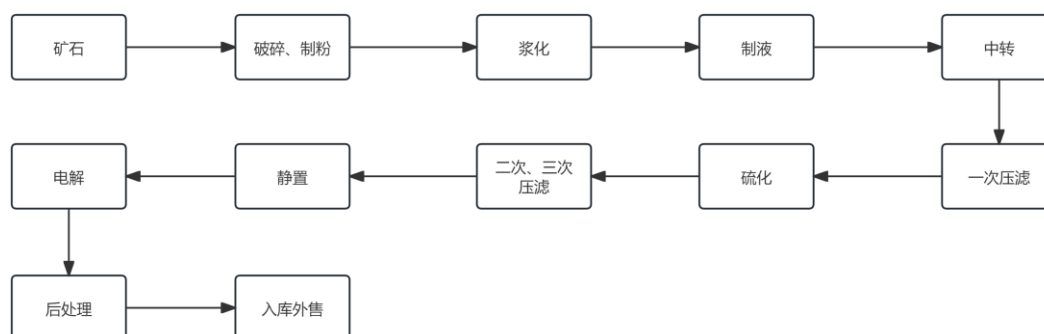 矿石
破碎、制粉
浆化
制液
中转
电解
静置
二次、三次
压滤
硫化
一次压滤
后处理
入库外售